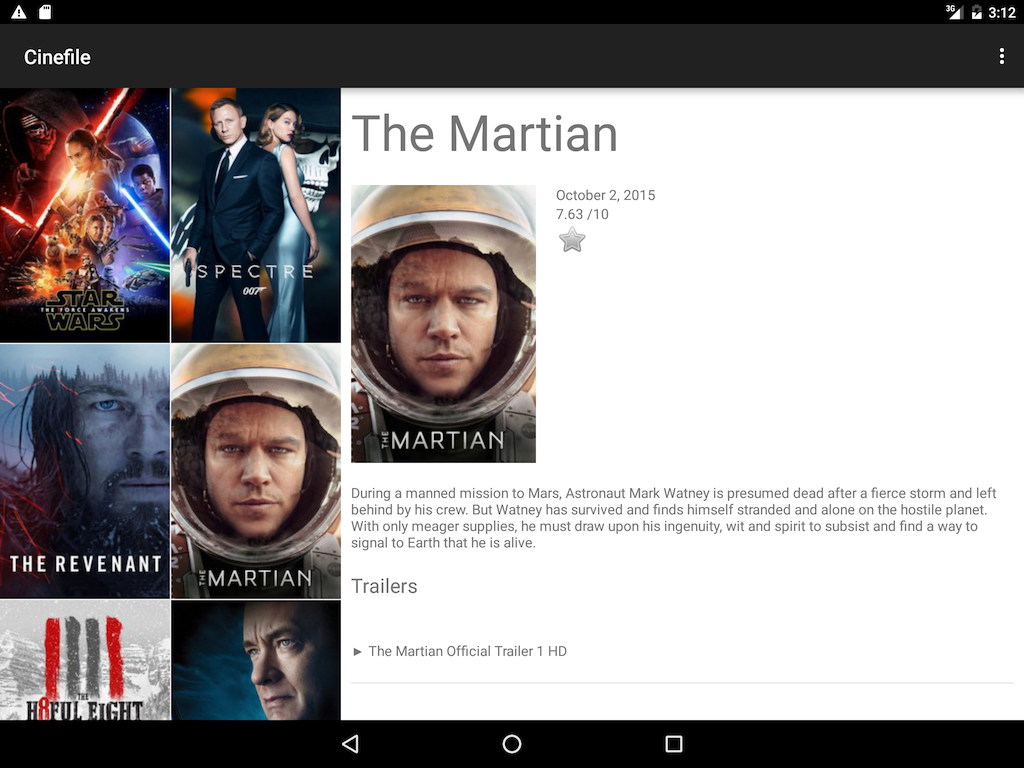 3G
3:12
Cinefile
STAR
THE FORCE AWAKENS
WARS
SPECTRE
007
THE REVENANT
THE MARTIAN
THE
H8FUL EIGHT
The Martian
THE MARTIAN
October 2, 2015
7.63 /10
During a manned mission to Mars, Astronaut Mark Watney is presumed dead after a fierce storm and left
behind by his crew. But Watney has survived and finds himself stranded and alone on the hostile planet.
With only meager supplies, he must draw upon his ingenuity, wit and spirit to subsist and find a way to
signal to Earth that he is alive.
Trailers
► The Martian Official Trailer 1 HD